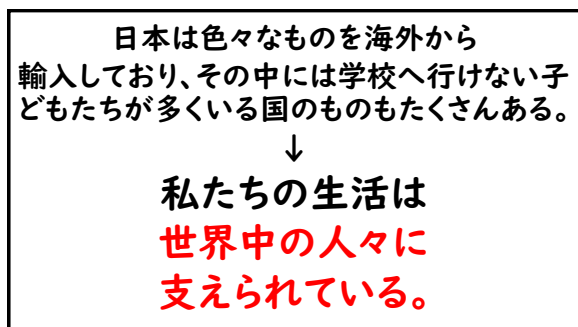 日本は色々なものを海外から
輸入しており、その中には学校へ行けない子
どもたちが多くいる国のものもたくさんある。
↓
私たちの生活は
世界中の人々に
支えられている。